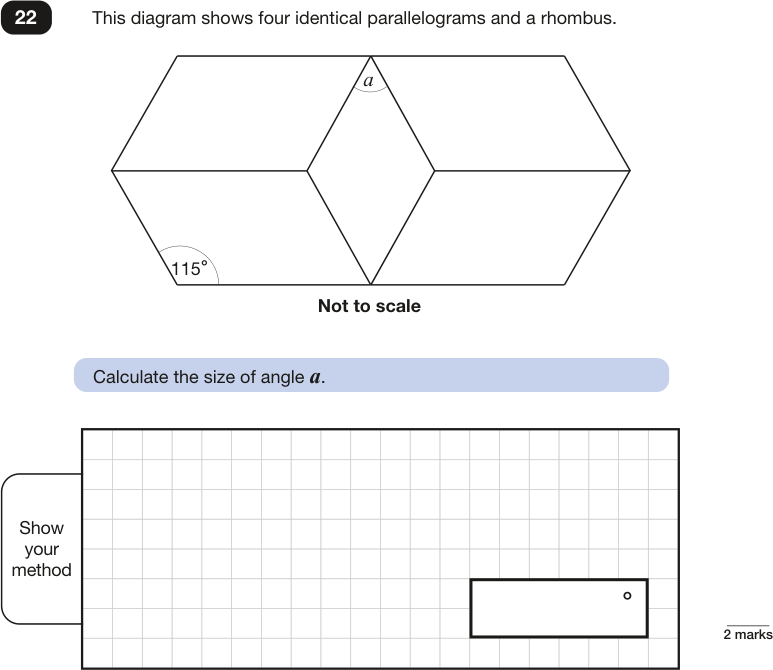 22
This diagram shows four identical parallelograms and a rhombus.
a
115°
Not to scale
Calculate the size of angle a.
Show
your
method
°
2 marks